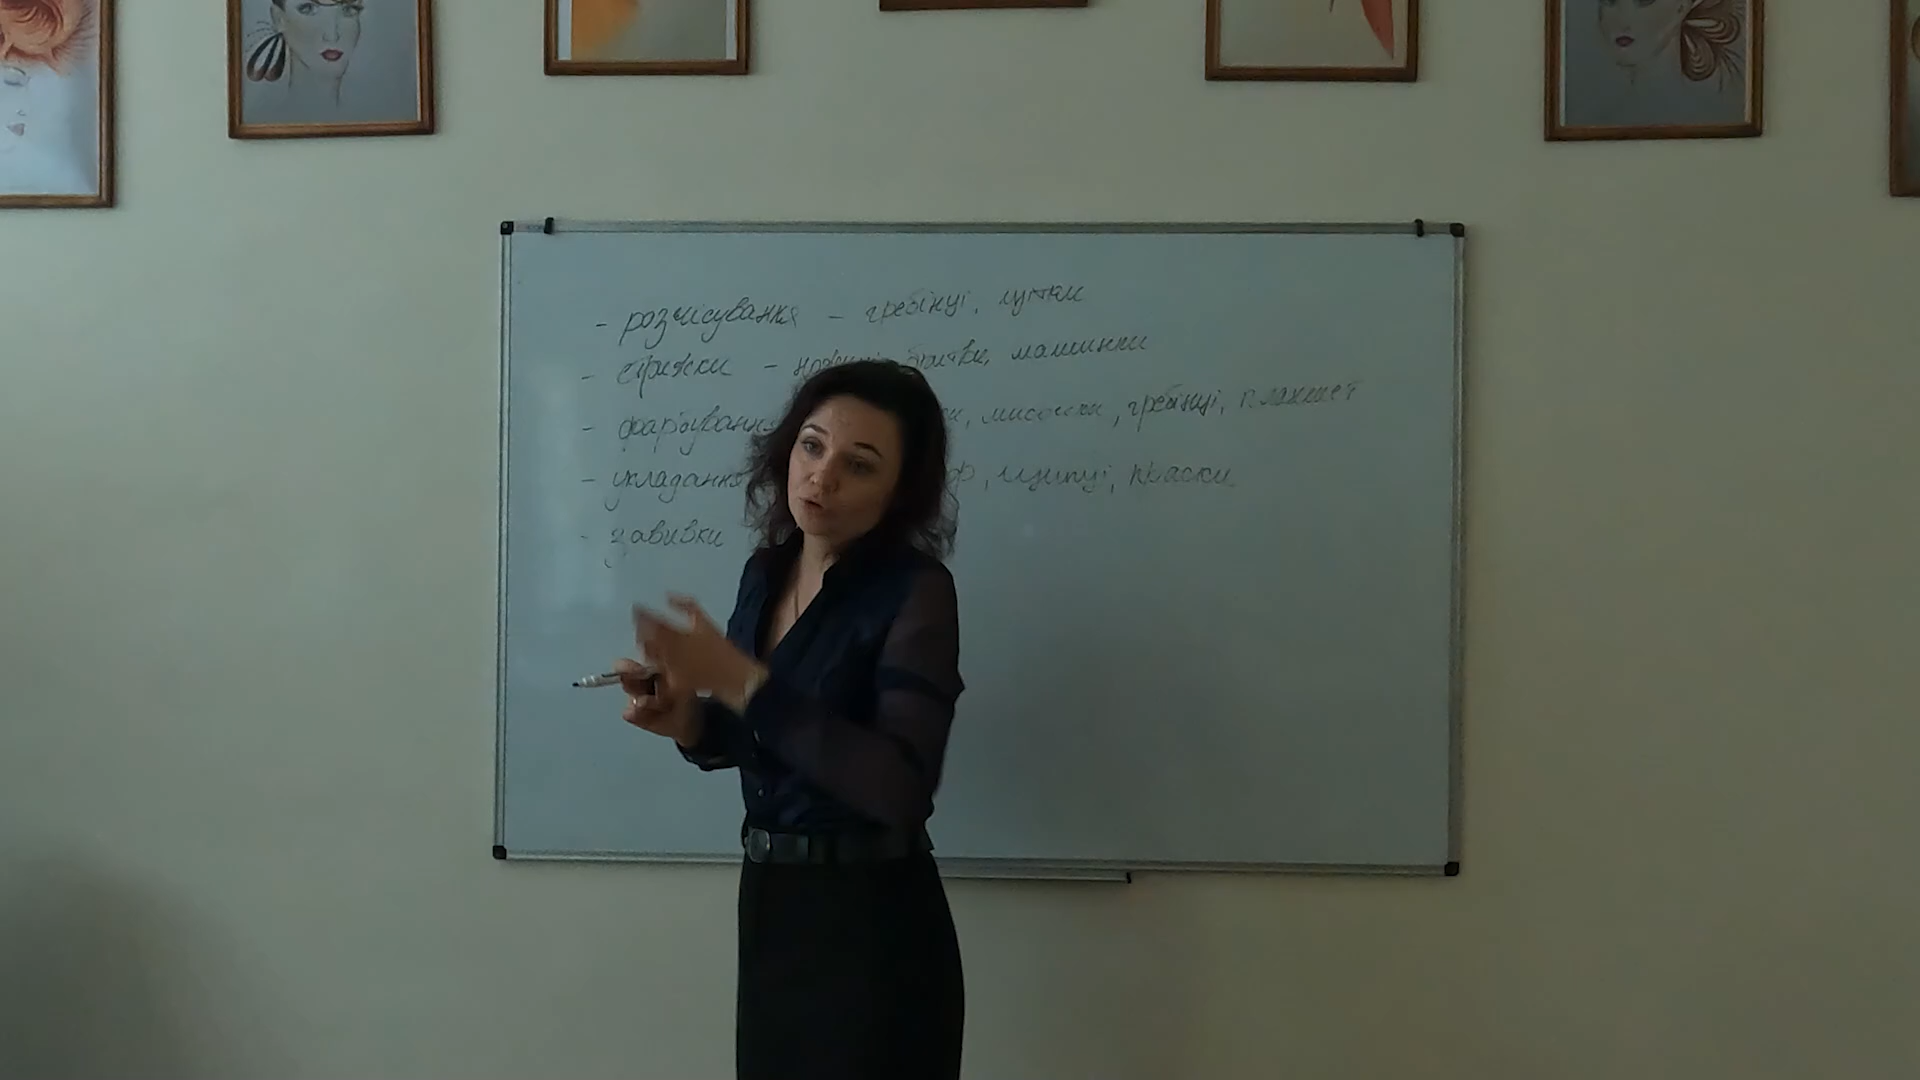 - розчісування - гребінці, щітки
- стрижки - ножиці, бритви, машинки
- фарбування мисочки, гребінці, планшет
- укладання щипці, праски
- завивки